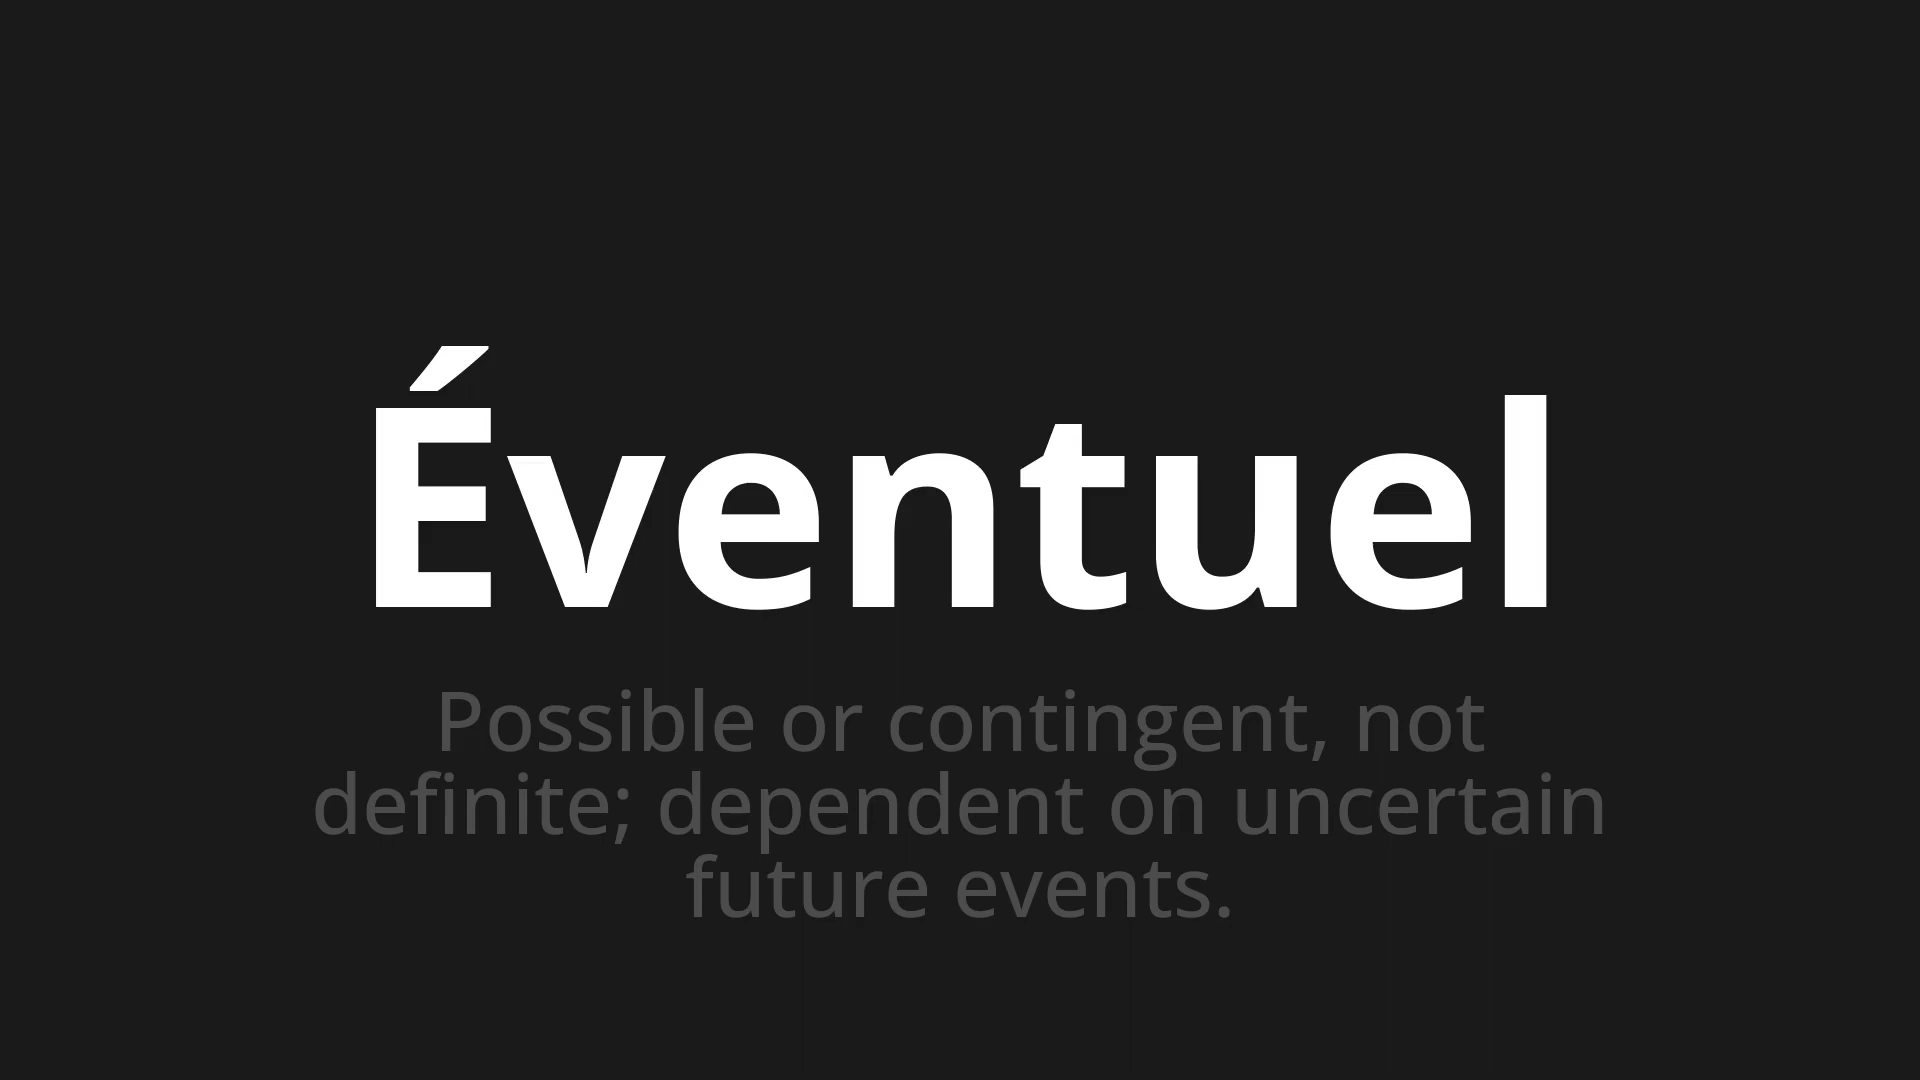 Éventuel
Possible or contingent, not
definite; dependent on uncertain
future events.